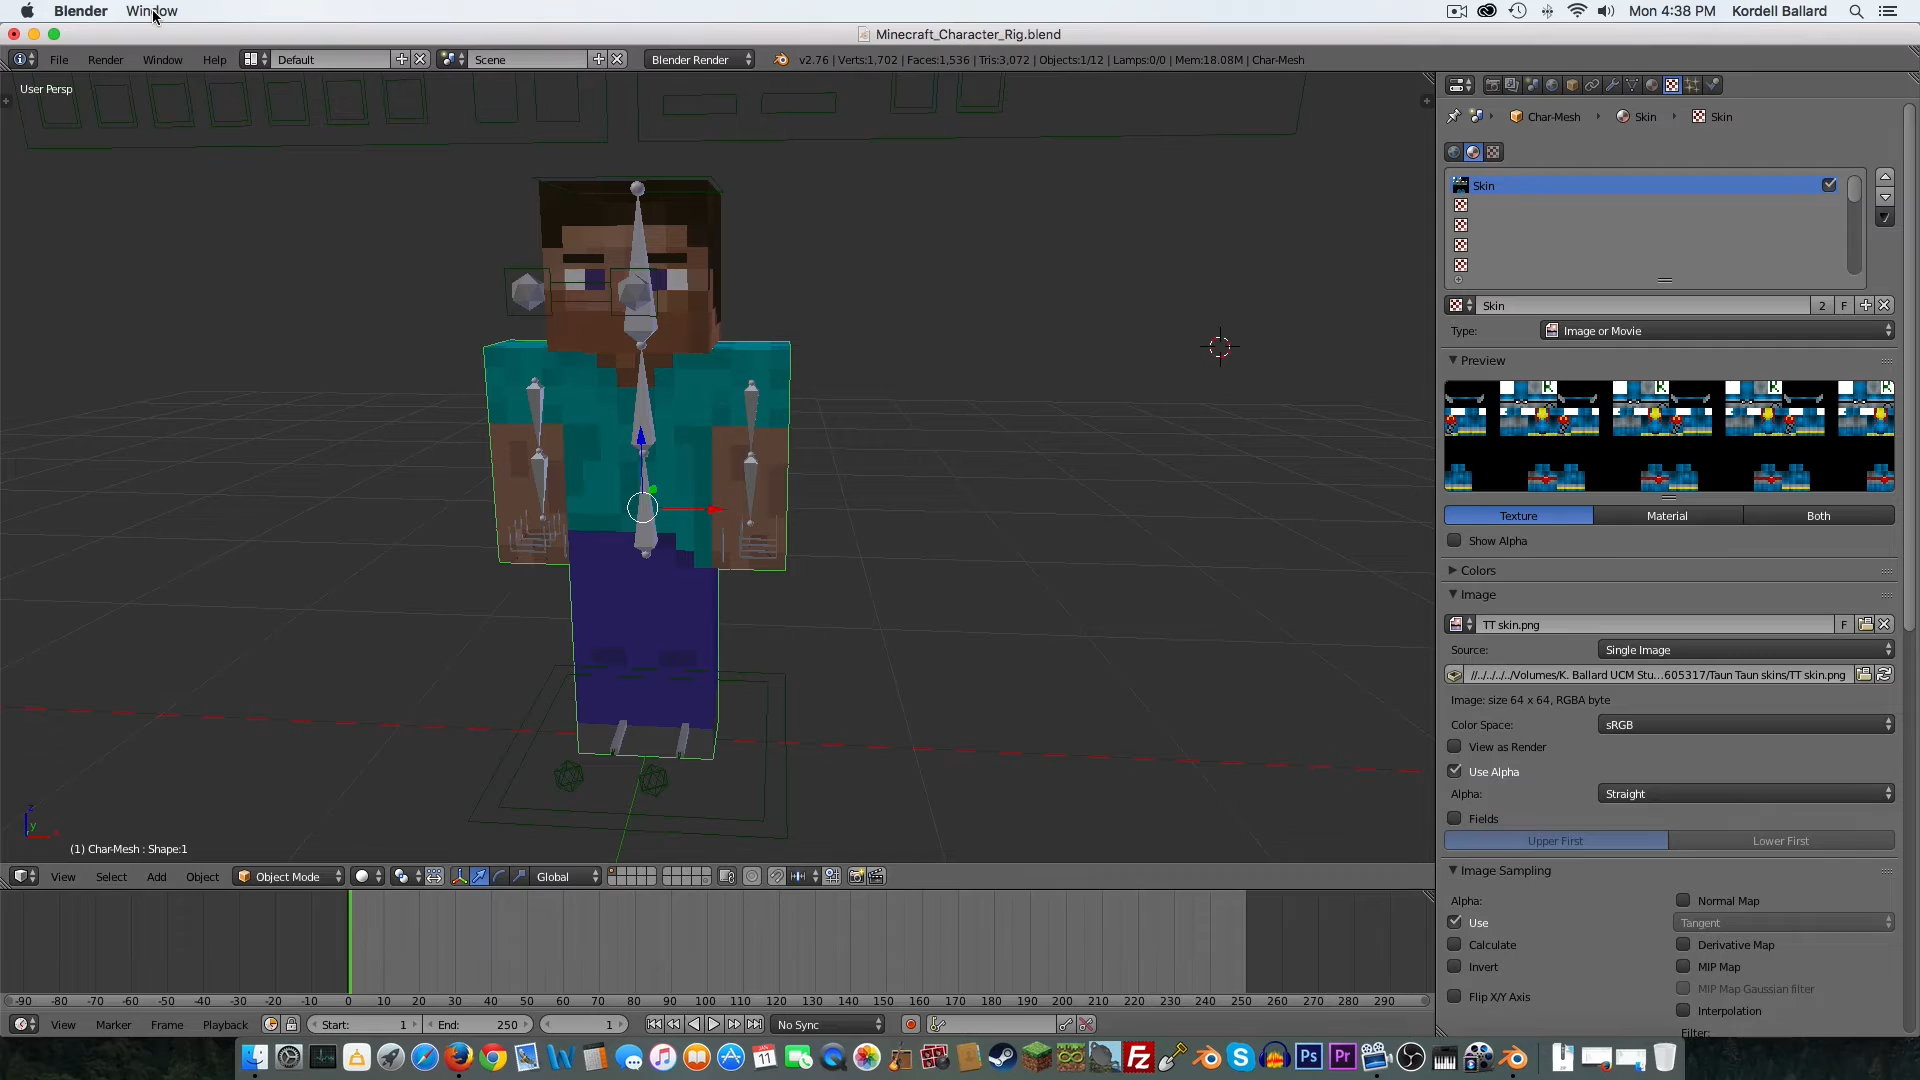 Blender Window Mon 4:38 PM Kordell Ballard
Minecraft_Character_Rig.blend
File Render Window Help Default Scene Blender Render v2.76 | Verts:1,702 | Faces:1,536 | Tris:3,072 | Objects:1/12 | Lamps:0/0 | Mem:18.08M | Char-Mesh
User Persp
Char-Mesh Skin Skin
Skin
Skin 2 F
Type: Image or Movie
Preview
Texture Material Both
Show Alpha
Colors
Image
TT skin.png F
Source: Single Image
//../../../../Volumes/K. Ballard UCM Stu...605317/Taun Taun skins/TT skin.png
Image: size 64 x 64, RGBA byte
Color Space: sRGB
View as Render
Use Alpha
Alpha: Straight
Fields
Upper First Lower First
Image Sampling
Alpha: Normal Map
Use Tangent
Calculate Derivative Map
Invert MIP Map
MIP Map Gaussian filter
Flip X/Y Axis Interpolation
Filter:
(1) Char-Mesh : Shape:1
View Select Add Object Object Mode Global
-90 -80 -70 -60 -50 -40 -30 -20 -10 0 10 20 30 40 50 60 70 80 90 100 110 120 130 140 150 160 170 180 190 200 210 220 230 240 250 260 270 280 290
View Marker Frame Playback Start: 1 End: 250 1 No Sync
JAN 11 Fz Ps Pr